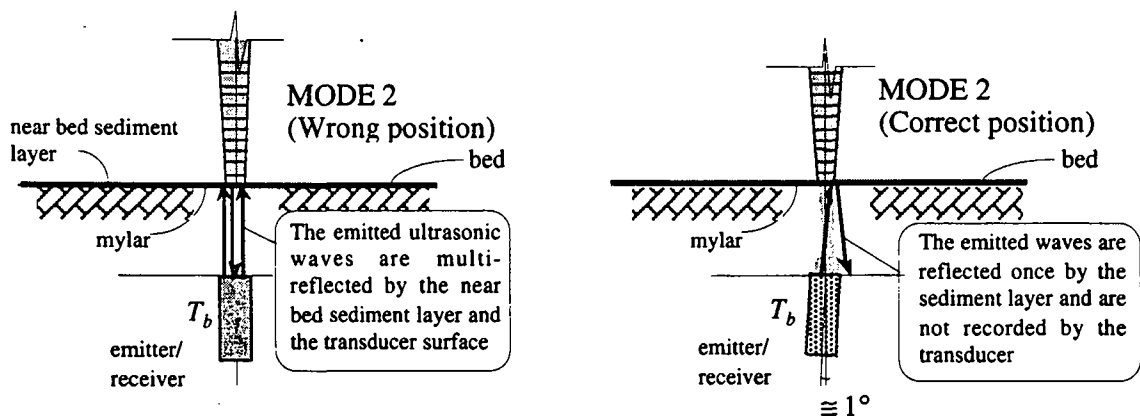 MODE 2
(Wrong position)
near bed sediment
layer
bed
mylar
The emitted ultrasonic
waves are multi-
reflected by the near
bed sediment layer and
the transducer surface
T_b
emitter/
receiver
MODE 2
(Correct position)
bed
mylar
The emitted waves are
reflected once by the
sediment layer and are
not recorded by the
transducer
T_b
emitter/
receiver
≅ 1°